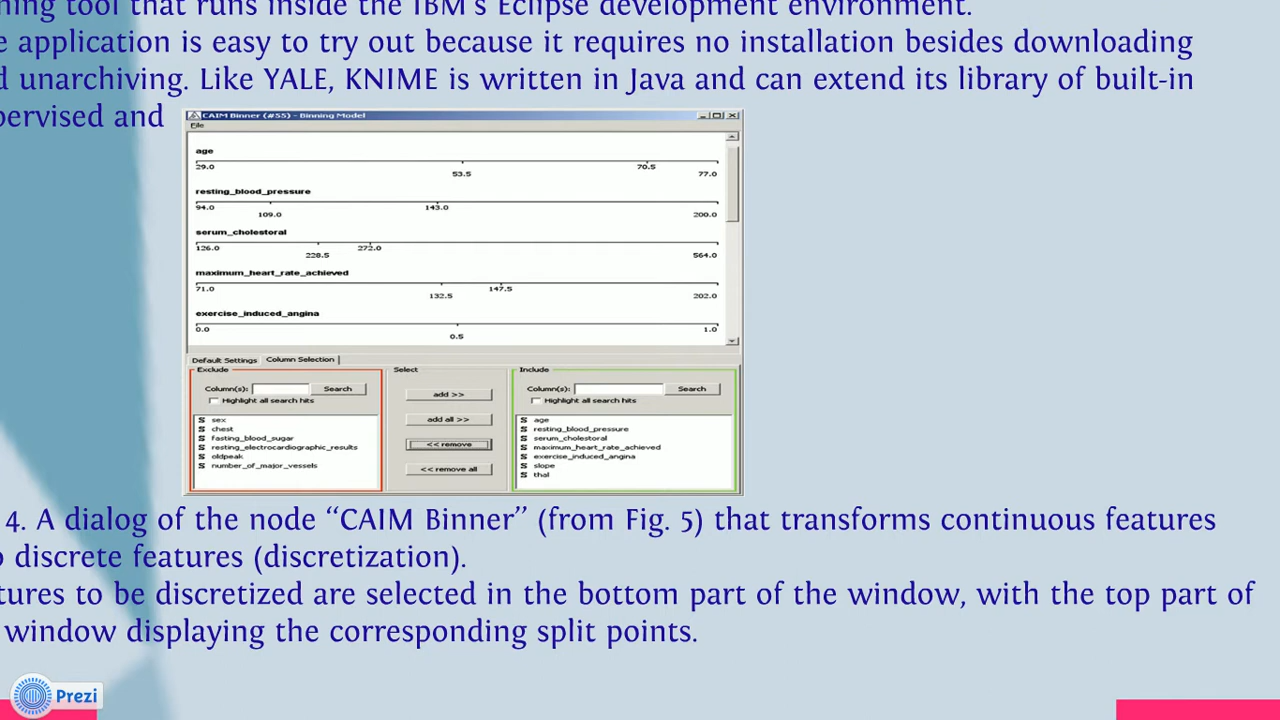 ning tool that runs inside the IBM's Eclipse development environment.
e application is easy to try out because it requires no installation besides downloading
d unarchiving. Like YALE, KNIME is written in Java and can extend its library of built-in
pervised and
CAIM Binner (#55) - Binning Model
File
age
29.0 53.5 70.5 77.0
resting_blood_pressure
94.0 109.0 143.0 200.0
serum_cholestoral
126.0 228.5 272.0 564.0
maximum_heart_rate_achieved
71.0 132.5 147.5 202.0
exercise_induced_angina
0.0 0.5 1.0
Default Settings Column Selection
Exclude Select Include
Column(s): Search add >> Column(s): Search
Highlight all search hits Highlight all search hits
S sex add all >> S age
S chest S resting_blood_pressure
S fasting_blood_sugar << remove S serum_cholestoral
S resting_electrocardiographic_results S maximum_heart_rate_achieved
S oldpeak S exercise_induced_angina
S number_of_major_vessels << remove all S slope
S thal
4. A dialog of the node “CAIM Binner” (from Fig. 5) that transforms continuous features
o discrete features (discretization).
tures to be discretized are selected in the bottom part of the window, with the top part of
window displaying the corresponding split points.
Prezi